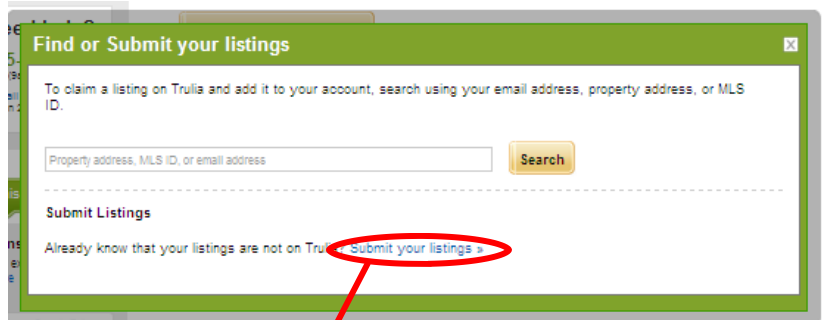 Find or Submit your listings
To claim a listing on Trulia and add it to your account, search using your email address, property address, or MLS
ID.
Property address, MLS ID, or email address
Search
Submit Listings
Already know that your listings are not on Trulia? Submit your listings »